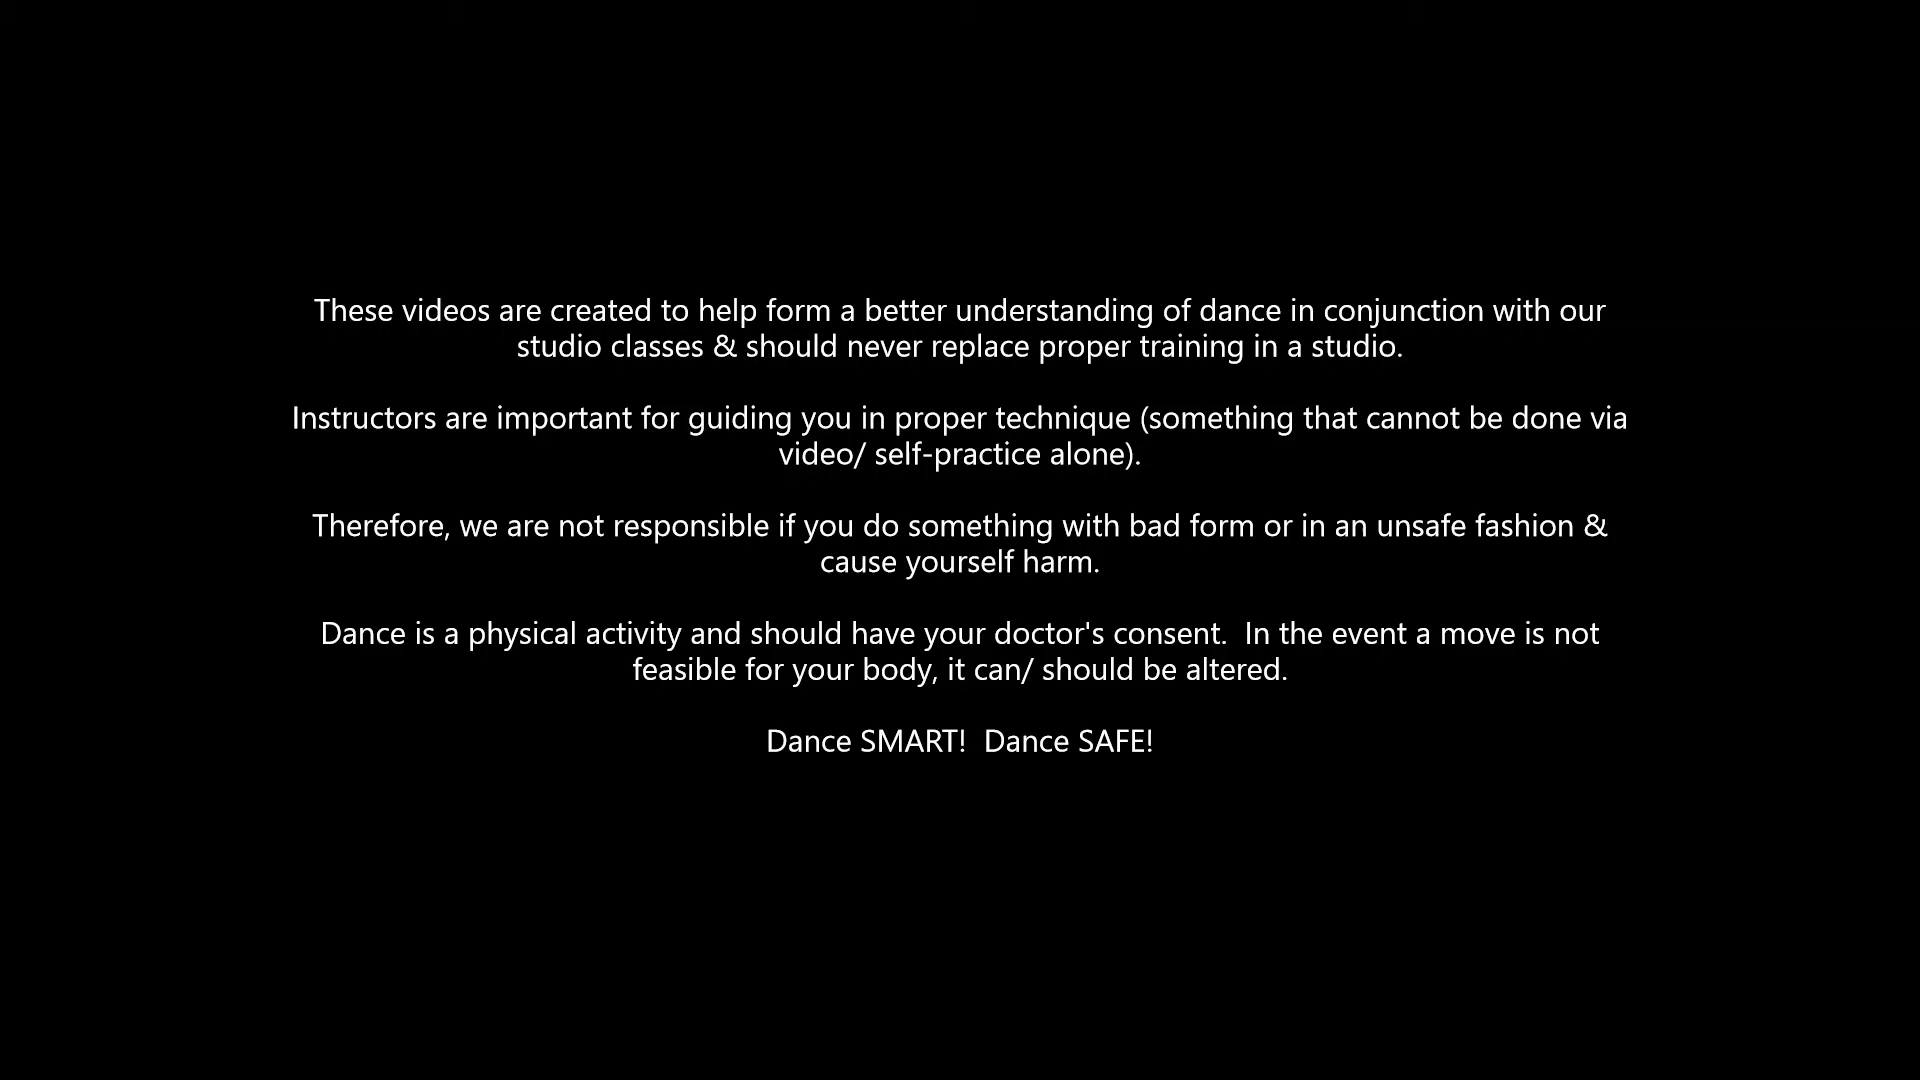 These videos are created to help form a better understanding of dance in conjunction with our
studio classes & should never replace proper training in a studio.
Instructors are important for guiding you in proper technique (something that cannot be done via
video/ self-practice alone).
Therefore, we are not responsible if you do something with bad form or in an unsafe fashion &
cause yourself harm.
Dance is a physical activity and should have your doctor's consent.  In the event a move is not
feasible for your body, it can/ should be altered.
Dance SMART!  Dance SAFE!